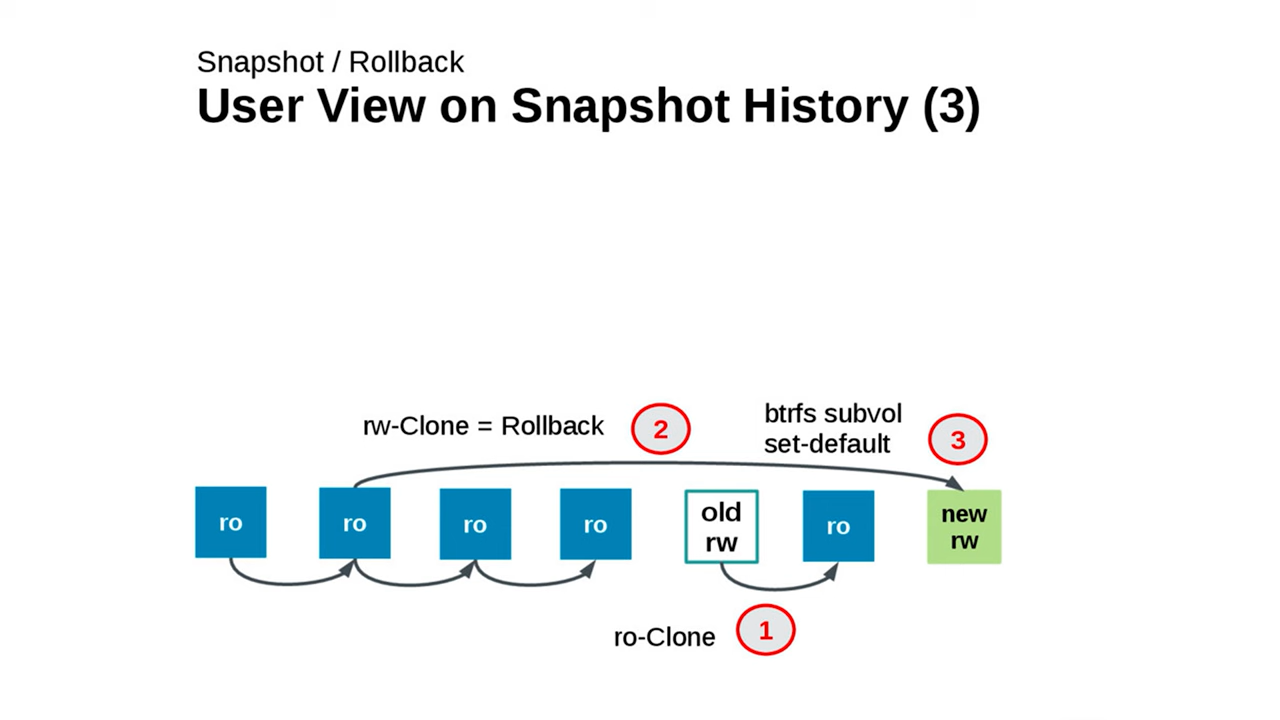 Snapshot / Rollback
User View on Snapshot History (3)
rw-Clone = Rollback
2
btrfs subvol
set-default
3
ro
ro
ro
ro
old
rw
ro
new
rw
ro-Clone
1